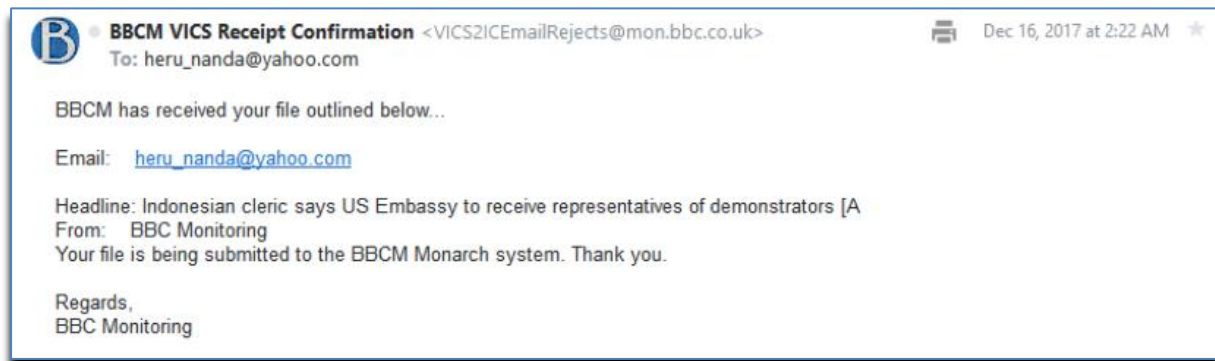 B
BBCM VICS Receipt Confirmation <VICS2ICEmailRejects@mon.bbc.co.uk> Dec 16, 2017 at 2:22 AM
To: heru_nanda@yahoo.com
BBCM has received your file outlined below...
Email: heru_nanda@yahoo.com
Headline: Indonesian cleric says US Embassy to receive representatives of demonstrators [A
From: BBC Monitoring
Your file is being submitted to the BBCM Monarch system. Thank you.
Regards,
BBC Monitoring